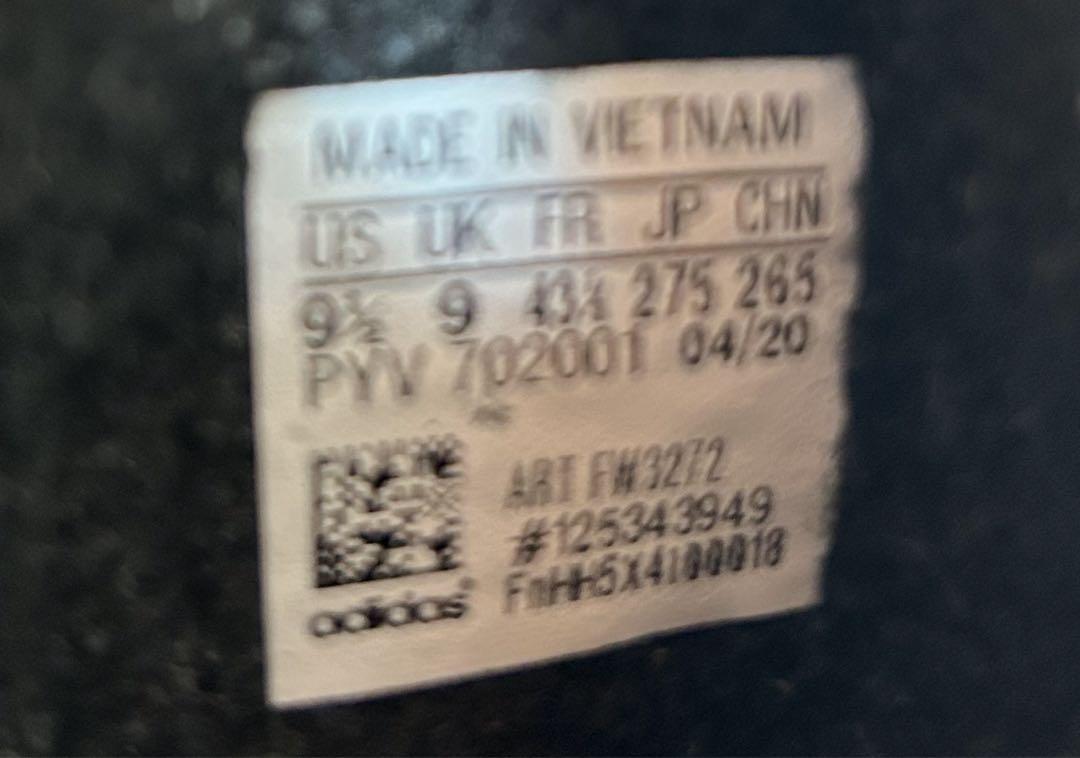 MADE IN VIETNAM
US UK FR JP CHN
9½ 9 43⅓ 275 265
PYV 702001 04/20
ART FW3272
#125343949
FnHH5X4I00018
adidas®